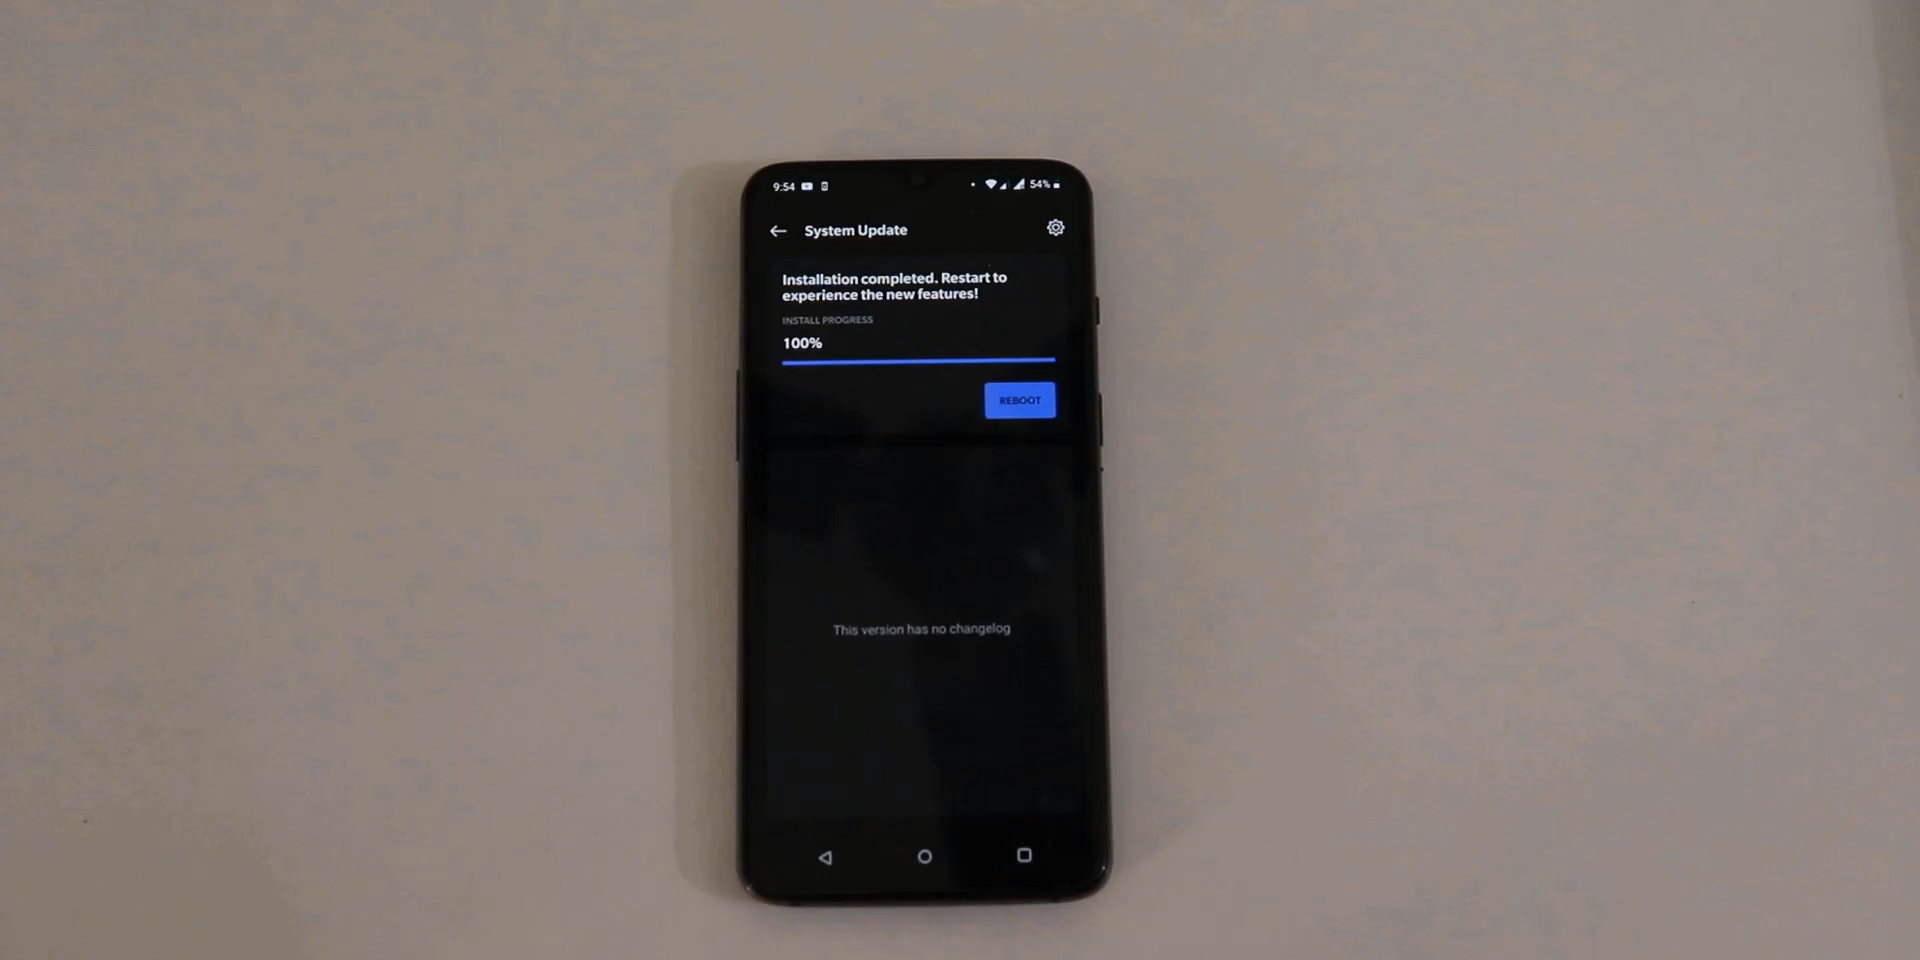 9:54 54%
System Update
Installation completed. Restart to
experience the new features!
INSTALL PROGRESS
100%
REBOOT
This version has no changelog